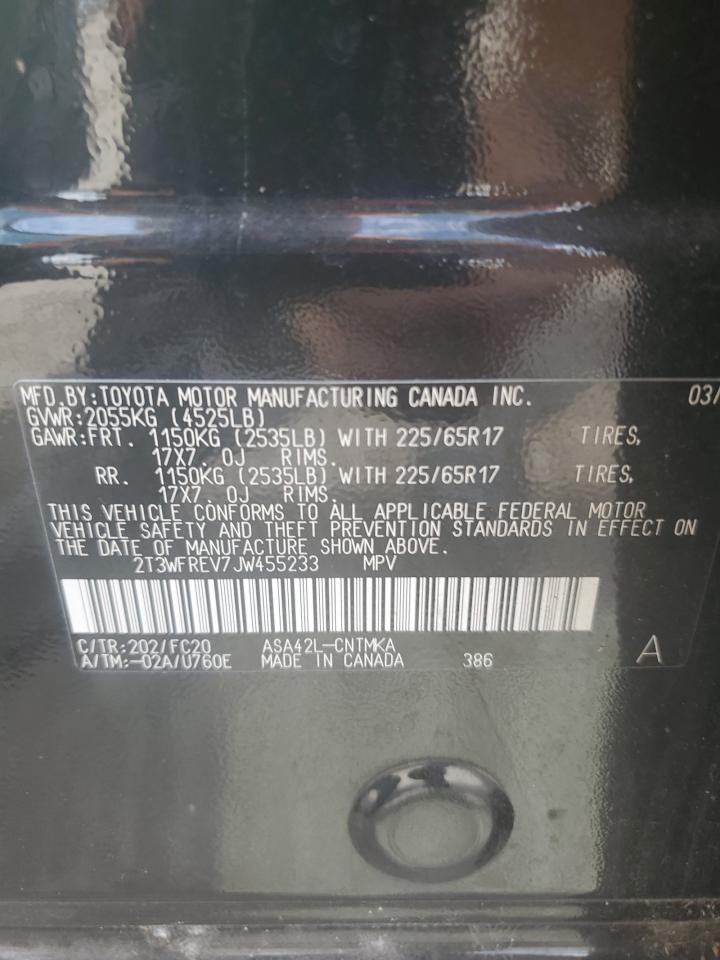 MFD.BY:TOYOTA MOTOR MANUFACTURING CANADA INC. 03/
GVWR:2055KG (4525LB)
GAWR:FRT. 1150KG (2535LB) WITH 225/65R17 TIRES,
17X7. 0J RIMS.
RR. 1150KG (2535LB) WITH 225/65R17 TIRES,
17X7. 0J RIMS.
THIS VEHICLE CONFORMS TO ALL APPLICABLE FEDERAL MOTOR
VEHICLE SAFETY AND THEFT PREVENTION STANDARDS IN EFFECT ON
THE DATE OF MANUFACTURE SHOWN ABOVE.
2T3WFREV7JW455233 MPV
C/TR:202/FC20 ASA42L-CNTMKA
A/TM:-02A/U760E MADE IN CANADA 386 A